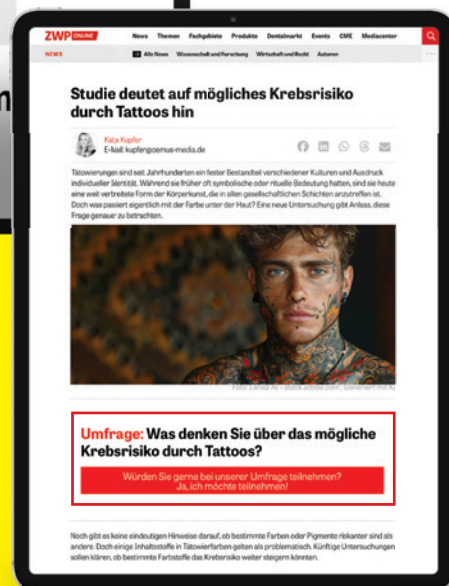 ZWP ONLINE
News Themen Fachgebiete Produkte Dentalmarkt Events CME Mediacenter
NEWS
Alle News Wissenschaft und Forschung Wirtschaft und Recht Autoren
Studie deutet auf mögliches Krebsrisiko
durch Tattoos hin
Kata Kupfer
E-Mail: kupfer@oemus-media.de
Tätowierungen sind seit Jahrhunderten ein fester Bestandteil verschiedener Kulturen und Ausdruck
individueller Identität. Während sie früher oft symbolische oder rituelle Bedeutung hatten, sind sie heute
eine weit verbreitete Form der Körperkunst, die in allen gesellschaftlichen Schichten anzutreffen ist.
Doch was passiert eigentlich mit der Farbe unter der Haut? Eine neue Untersuchung gibt Anlass, diese
Frage genauer zu betrachten.
Umfrage: Was denken Sie über das mögliche
Krebsrisiko durch Tattoos?
Würden Sie gerne bei unserer Umfrage teilnehmen?
Ja, ich möchte teilnehmen!
Noch gibt es keine eindeutigen Hinweise darauf, ob bestimmte Farben oder Pigmente riskanter sind als
andere. Doch einige Inhaltsstoffe in Tätowierfarben gelten als problematisch. Künftige Untersuchungen
sollen klären, ob bestimmte Farbstoffe das Krebsrisiko weiter steigern könnten.